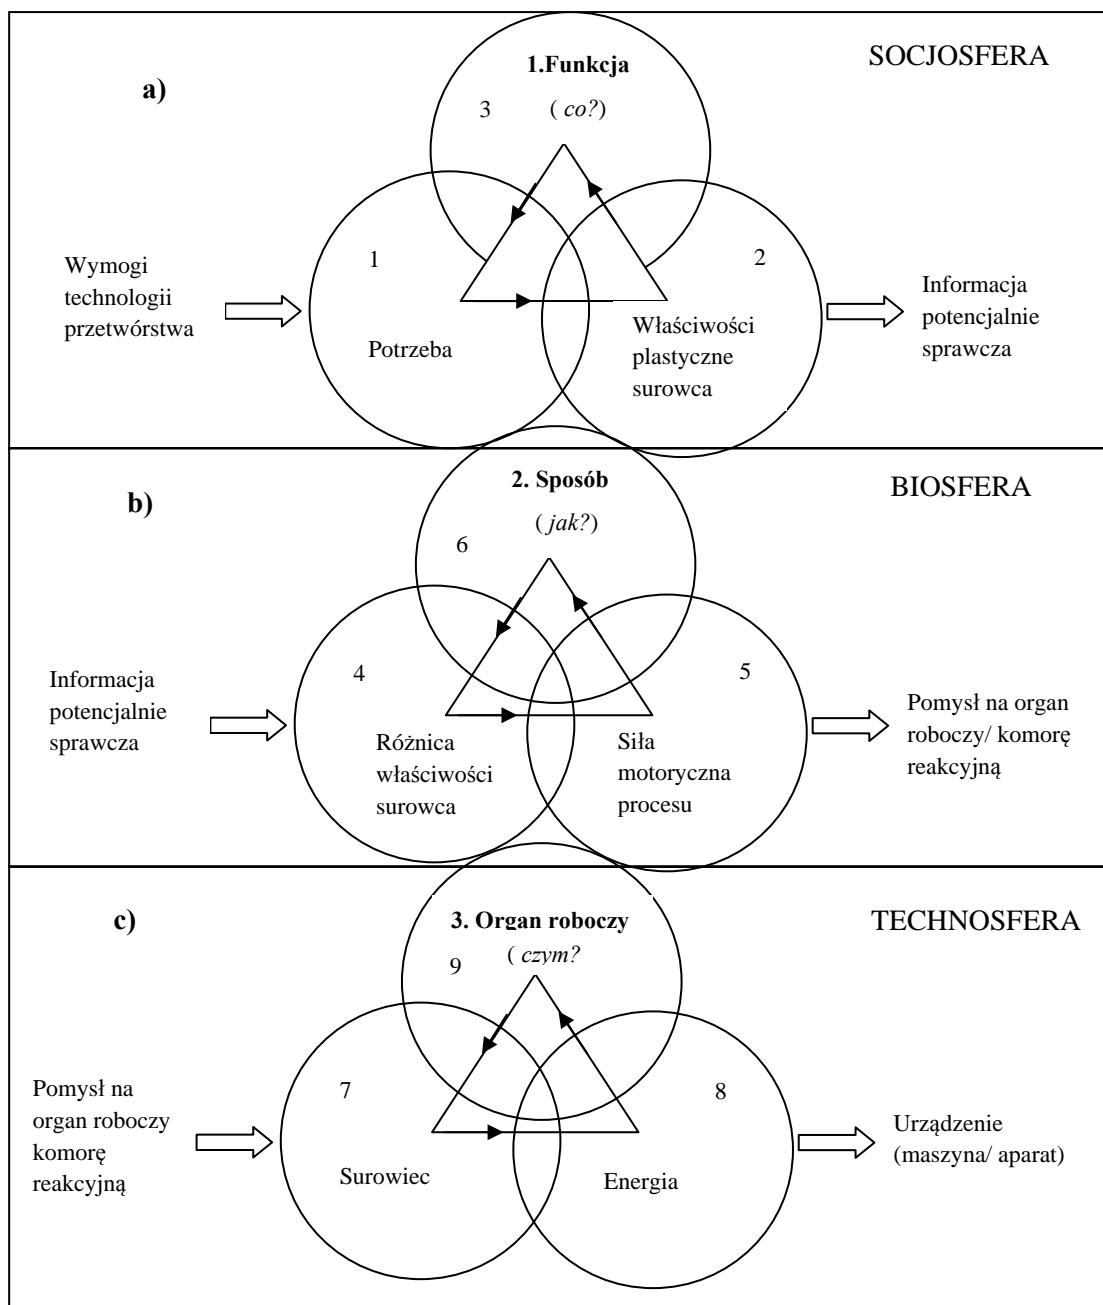 SOCJOSFERA
a)
1.Funkcja
( co?)
3
1
2
Wymogi
technologii
przetwórstwa
Potrzeba
Właściwości
plastyczne
surowca
Informacja
potencjalnie
sprawcza
BIOSFERA
b)
2. Sposób
( jak?)
6
4
5
Informacja
potencjalnie
sprawcza
Różnica
właściwości
surowca
Siła
motoryczna
procesu
Pomysł na organ
roboczy/ komorę
reakcyjną
TECHNOSFERA
c)
3. Organ roboczy
( czym?
9
7
8
Pomysł na
organ roboczy
komorę
reakcyjną
Surowiec
Energia
Urządzenie
(maszyna/ aparat)